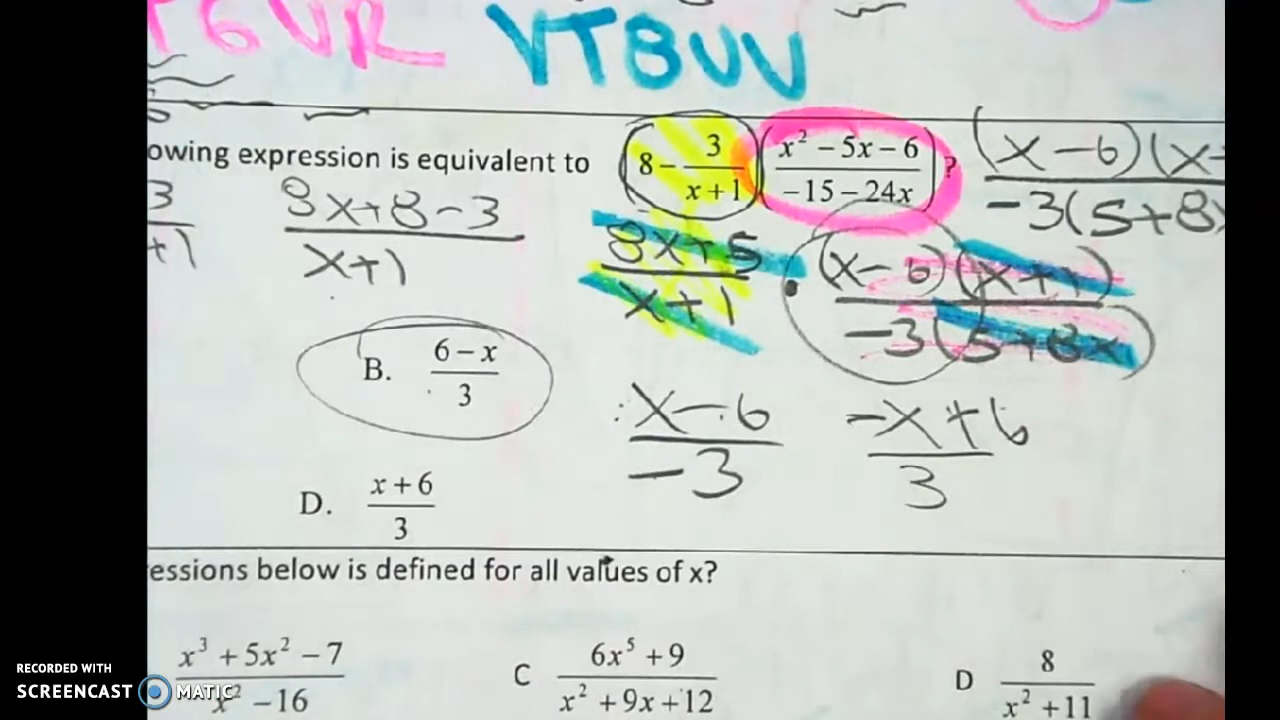 TGUR VTBUV
owing expression is equivalent to (8 − 3/(x + 1)) ((x² − 5x − 6)/(−15 − 24x)) ?
(x−6)(x
−3(5+8x
3
+1
8x+8−3
x+1
8x+5
x+1
· (x−6)(x+1)
−3(5+8x)
B. (6 − x)/3
x−6
−3
−x+6
3
D. (x + 6)/3
essions below is defined for all values of x?
(x³ + 5x² − 7)/(x² − 16)
C (6x⁵ + 9)/(x² + 9x + 12)
D 8/(x² + 11)
RECORDED WITH
SCREENCAST MATIC